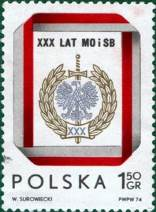 XXX LAT MO i SB
XXX
POLSKA 1,50 GR
W. SUROWIECKI PWPW 74